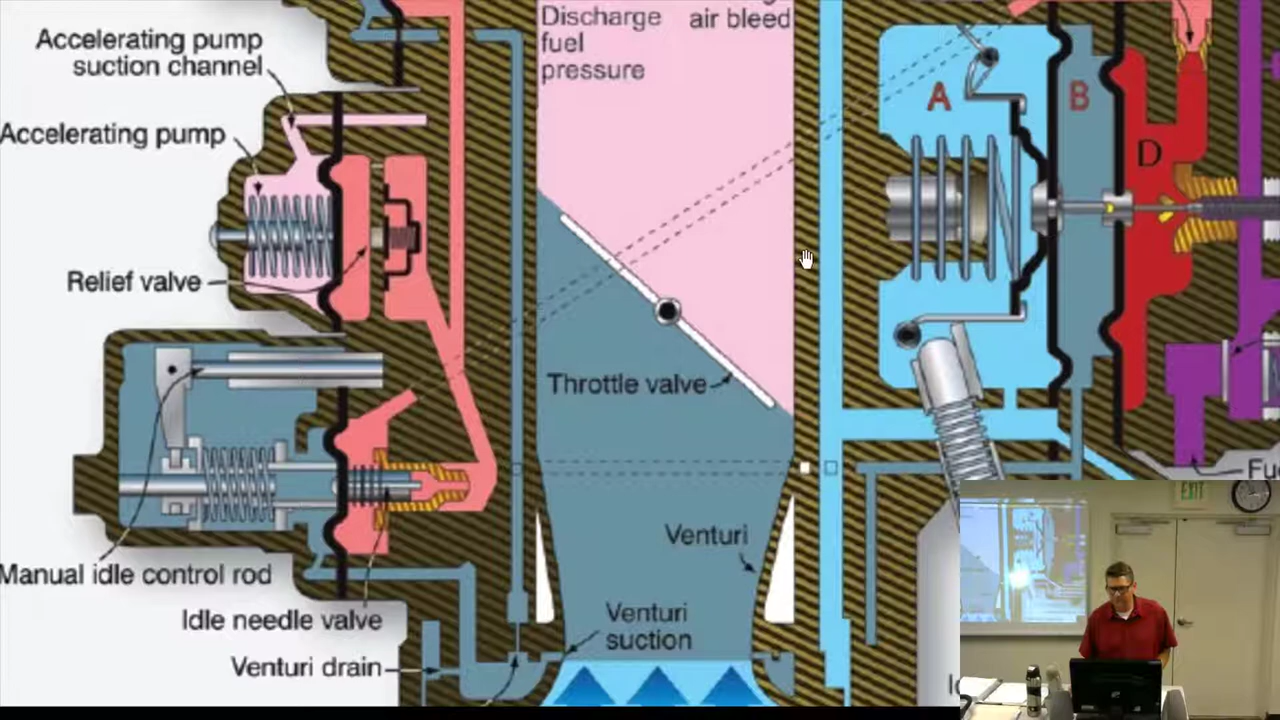 Discharge
fuel
pressure
air bleed
Accelerating pump
suction channel
Accelerating pump
Relief valve
A
B
D
Throttle valve
Venturi
Manual idle control rod
Idle needle valve
Venturi
suction
Venturi drain
EXIT